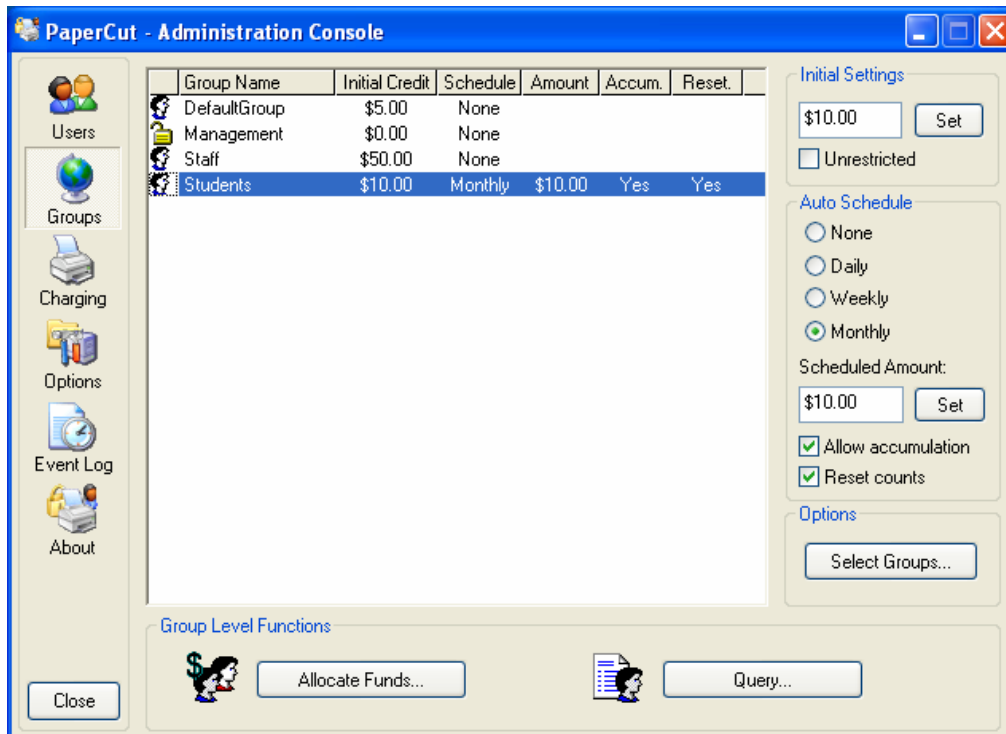 PaperCut - Administration Console
Users
Groups
Charging
Options
Event Log
About
Close
Group Name Initial Credit Schedule Amount Accum. Reset.
DefaultGroup $5.00 None
Management $0.00 None
Staff $50.00 None
Students $10.00 Monthly $10.00 Yes Yes
Initial Settings
$10.00 Set
Unrestricted
Auto Schedule
None
Daily
Weekly
Monthly
Scheduled Amount:
$10.00 Set
Allow accumulation
Reset counts
Options
Select Groups...
Group Level Functions
Allocate Funds... Query...